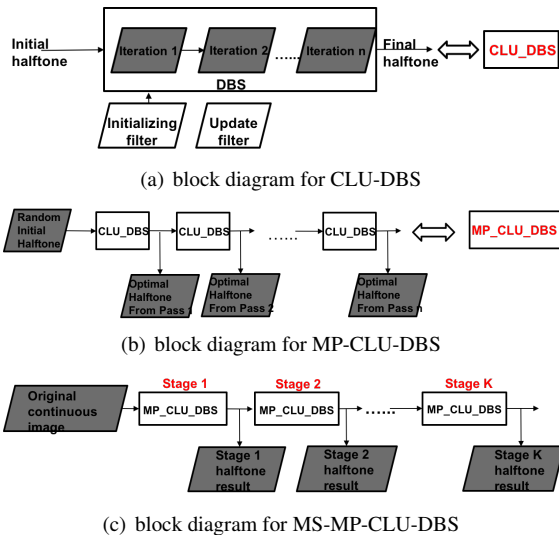 Initial
halftone
Iteration 1
Iteration 2
......
Iteration n
Final
halftone
CLU_DBS
DBS
Initializing
filter
Update
filter
(a) block diagram for CLU-DBS
Random
Initial
Halftone
CLU_DBS
CLU_DBS
......
CLU_DBS
MP_CLU_DBS
Optimal
Halftone
From Pass 1
Optimal
Halftone
From Pass 2
Optimal
Halftone
From Pass n
(b) block diagram for MP-CLU-DBS
Stage 1
Stage 2
Stage K
Original
continuous
image
MP_CLU_DBS
MP_CLU_DBS
......
MP_CLU_DBS
Stage 1
halftone
result
Stage 2
halftone
result
Stage K
halftone
result
(c) block diagram for MS-MP-CLU-DBS